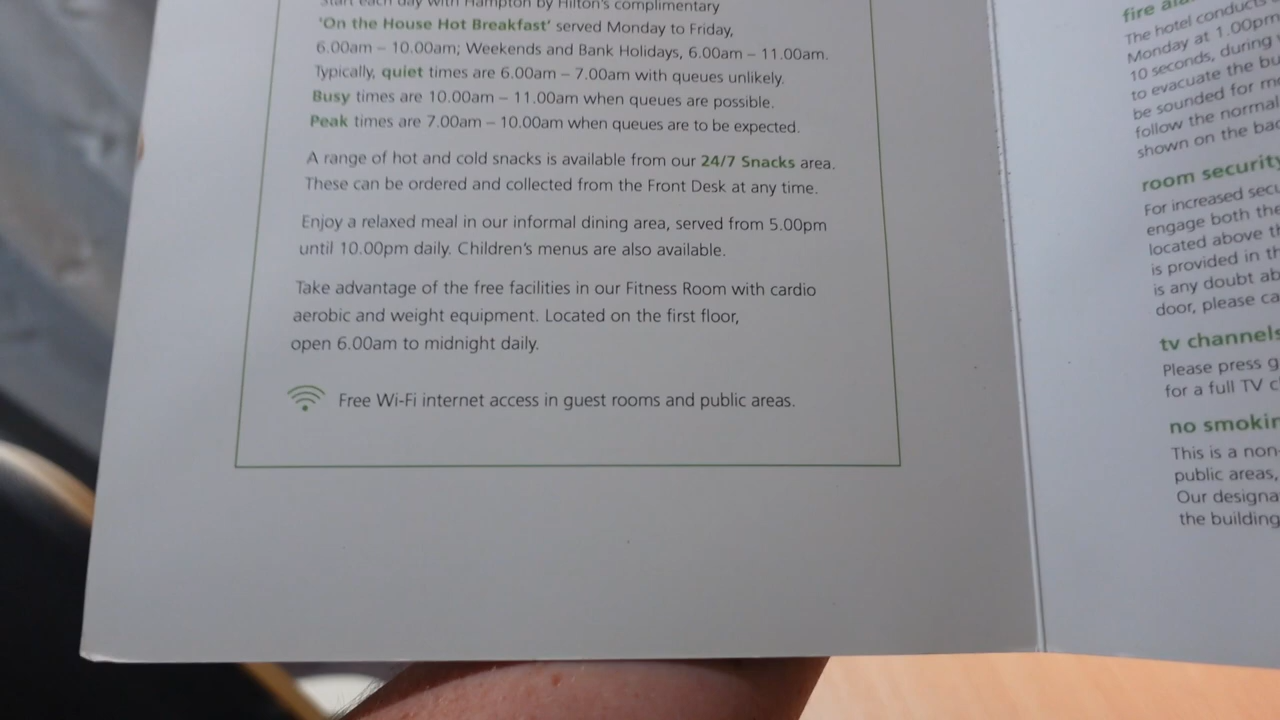 start each day with Hampton by Hilton's complimentary
'On the House Hot Breakfast' served Monday to Friday,
6.00am – 10.00am; Weekends and Bank Holidays, 6.00am – 11.00am.
Typically, quiet times are 6.00am – 7.00am with queues unlikely.
Busy times are 10.00am – 11.00am when queues are possible.
Peak times are 7.00am – 10.00am when queues are to be expected.
A range of hot and cold snacks is available from our 24/7 Snacks area.
These can be ordered and collected from the Front Desk at any time.
Enjoy a relaxed meal in our informal dining area, served from 5.00pm
until 10.00pm daily. Children's menus are also available.
Take advantage of the free facilities in our Fitness Room with cardio
aerobic and weight equipment. Located on the first floor,
open 6.00am to midnight daily.
Free Wi-Fi internet access in guest rooms and public areas.
fire
The hotel conducts
Monday at 1.00pm
10 seconds, during
to evacuate the
be sounded for
follow the normal
shown on the
room security
For increased
engage both the
located above
is provided in
is any doubt
door, please
tv channels
Please press
for a full TV
no
This is a
public areas,
Our
the building